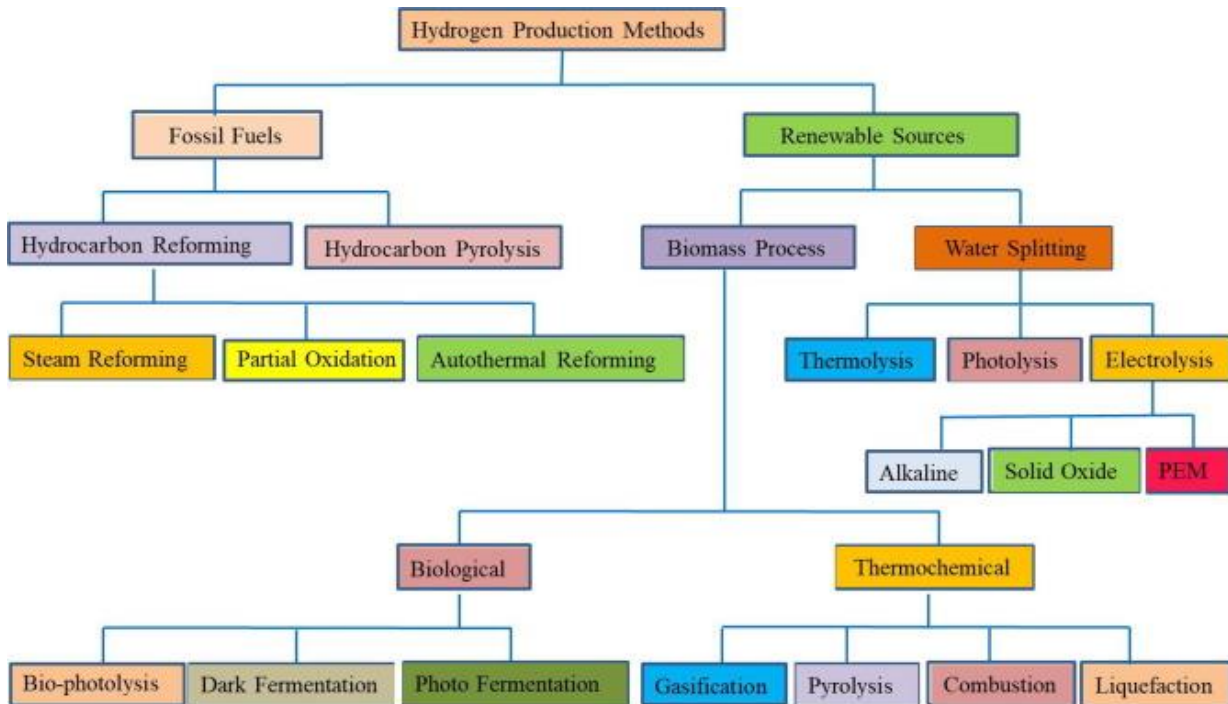 Hydrogen Production Methods
Fossil Fuels
Renewable Sources
Hydrocarbon Reforming
Hydrocarbon Pyrolysis
Biomass Process
Water Splitting
Steam Reforming
Partial Oxidation
Autothermal Reforming
Thermolysis
Photolysis
Electrolysis
Alkaline
Solid Oxide
PEM
Biological
Thermochemical
Bio-photolysis
Dark Fermentation
Photo Fermentation
Gasification
Pyrolysis
Combustion
Liquefaction